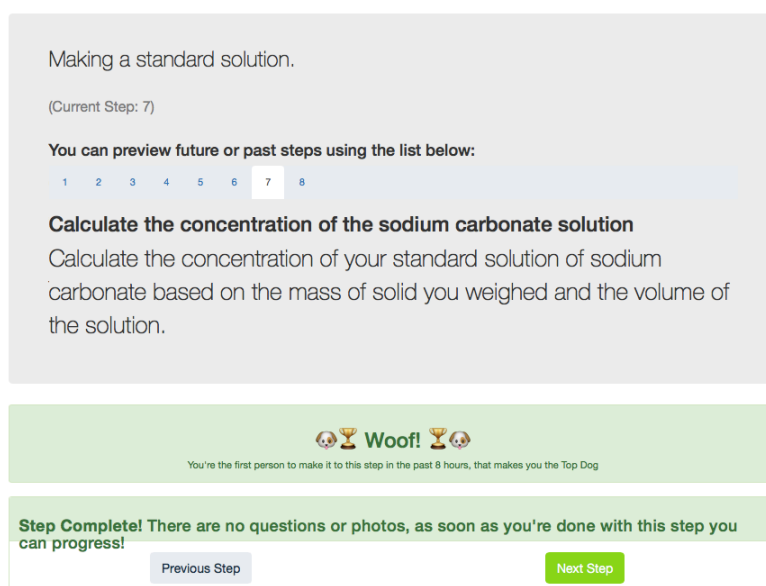 Making a standard solution.
(Current Step: 7)
You can preview future or past steps using the list below:
1 2 3 4 5 6 7 8
Calculate the concentration of the sodium carbonate solution
Calculate the concentration of your standard solution of sodium
carbonate based on the mass of solid you weighed and the volume of
the solution.
🐶🏆 Woof! 🏆🐶
You're the first person to make it to this step in the past 8 hours, that makes you the Top Dog
Step Complete! There are no questions or photos, as soon as you're done with this step you
can progress!
Previous Step Next Step